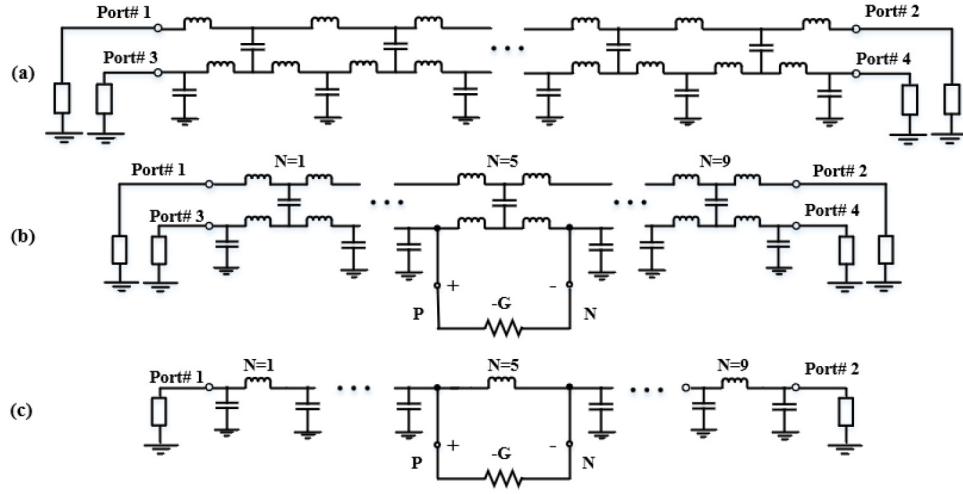 Port# 1
Port# 2
Port# 3
Port# 4
(a)
N=1
N=5
N=9
Port# 1
Port# 2
Port# 3
Port# 4
(b)
+
-
-G
P
N
N=1
N=5
N=9
Port# 1
Port# 2
(c)
+
-
-G
P
N